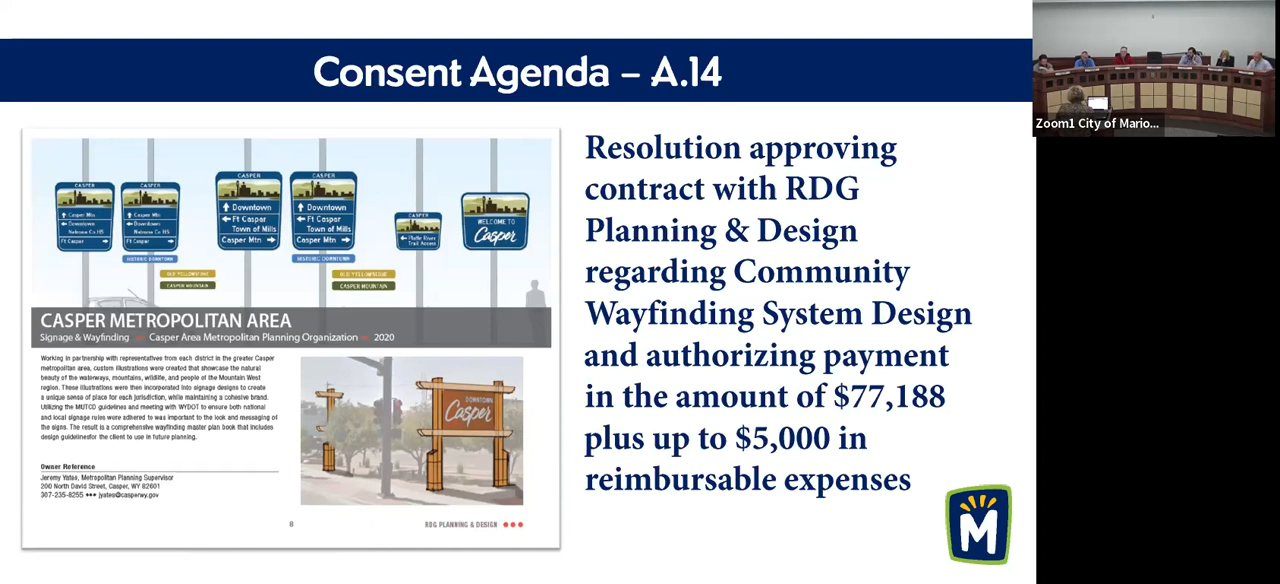 Consent Agenda – A.14
Zoom1 City of Mario...
CASPER
↑ Casper Mtn
← Downtown
Natrona Co. HS
Ft Caspar →
CASPER
↑ Casper Mtn
← Downtown
Natrona Co. HS
Ft Caspar →
CASPER
↑ Downtown
← Ft Caspar
Town of Mills
Casper Mtn →
CASPER
↑ Downtown
← Ft Caspar
Town of Mills
Casper Mtn →
CASPER
← Platte River
Trail Access
WELCOME TO
Casper
HISTORIC DOWNTOWN
HISTORIC DOWNTOWN
OLD YELLOWSTONE
CASPER MOUNTAIN
OLD YELLOWSTONE
CASPER MOUNTAIN
CASPER METROPOLITAN AREA
Signage & Wayfinding Casper Area Metropolitan Planning Organization 2020
Working in partnership with representatives from each district in the greater Casper
metropolitan area, custom illustrations were created that showcase the natural
beauty of the waterways, mountains, wildlife, and people of the Mountain West
region. These illustrations were then incorporated into signage designs to create
a unique sense of place for each jurisdiction, while maintaining a cohesive brand.
Utilizing the MUTCD guidelines and meeting with WYDOT to ensure both national
and local signage rules were adhered to was important to the look and messaging of
the signs. The result is a comprehensive wayfinding master plan book that includes
design guidelinesfor the client to use in future planning.
Owner Reference
Jeremy Yates, Metropolitan Planning Supervisor
200 North David Street, Casper, WY 82601
307-235-8255 ••• jyates@casperwy.gov
DOWNTOWN
Casper
8
RDG PLANNING & DESIGN
Resolution approving
contract with RDG
Planning & Design
regarding Community
Wayfinding System Design
and authorizing payment
in the amount of $77,188
plus up to $5,000 in
reimbursable expenses
M